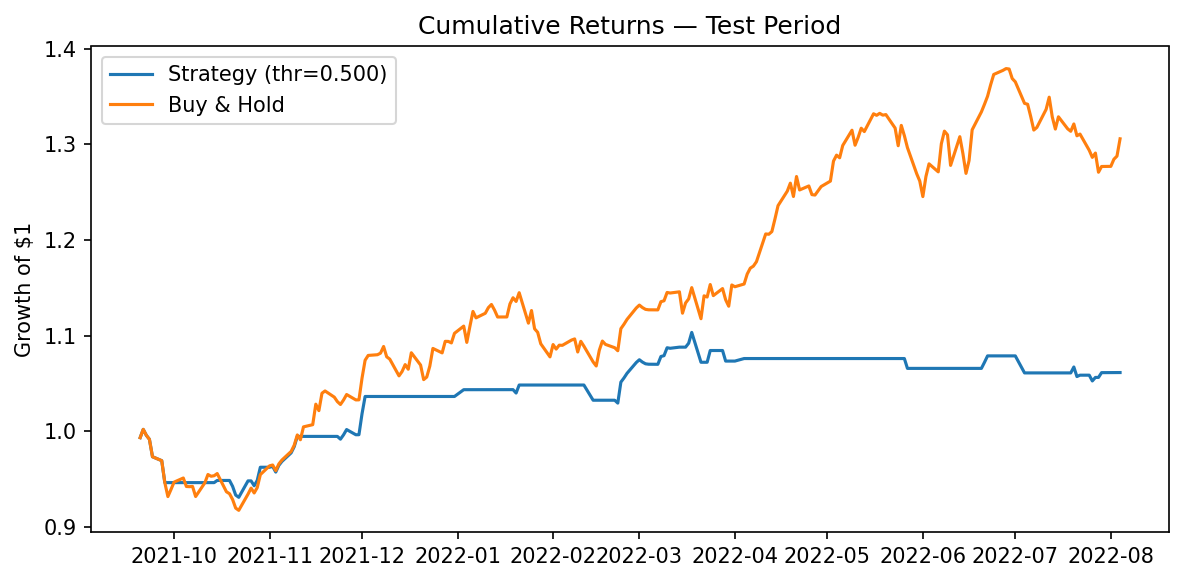 Cumulative Returns — Test Period
Strategy (thr=0.500)
Buy & Hold
Growth of $1
1.4
1.3
1.2
1.1
1.0
0.9
2021-10 2021-11 2021-12 2022-01 2022-02 2022-03 2022-04 2022-05 2022-06 2022-07 2022-08